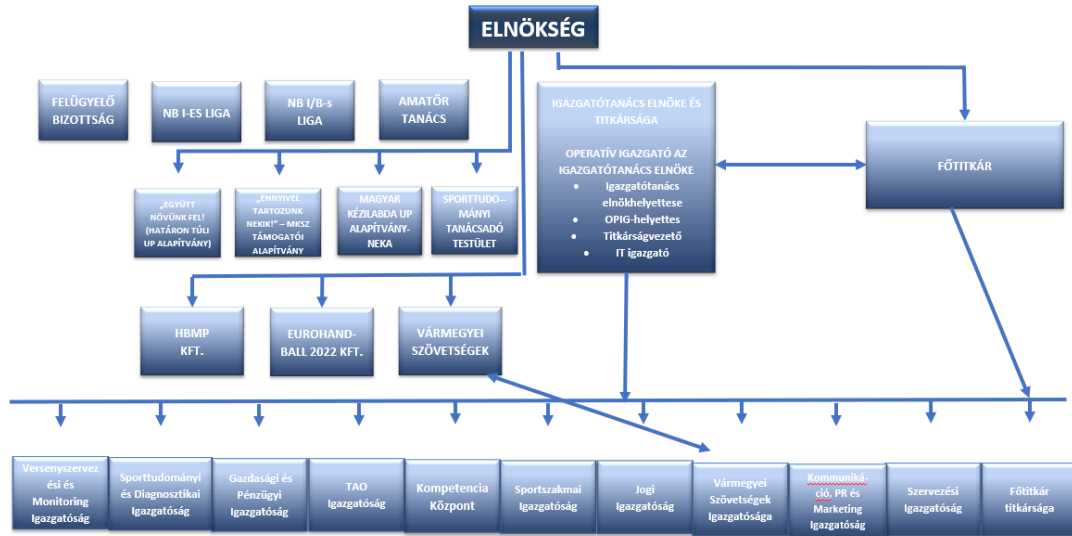 ELNÖKSÉG
FELÜGYELŐ
BIZOTTSÁG
NB I-ES LIGA
NB I/B-s
LIGA
AMATŐR
TANÁCS
IGAZGATÓTANÁCS ELNÖKE ÉS
TITKÁRSÁGA
OPERATÍV IGAZGATÓ AZ
IGAZGATÓTANÁCS ELNÖKE
• Igazgatótanács
elnökhelyettese
• OPIG-helyettes
• Titkárságvezető
• IT igazgató
FŐTITKÁR
„EGYÜTT
NÖVÜNK FEL!
(HATÁRON TÚLI
UP ALAPÍTVÁNY)
„ENNYIVEL
TARTOZUNK
NEKIK!" – MKSZ
TÁMOGATÓI
ALAPÍTVÁNY
MAGYAR
KÉZILABDA UP
ALAPÍTVÁNY-
NEKA
SPORTTUDO–
MÁNYI
TANÁCSADÓ
TESTÜLET
HBMP
KFT.
EUROHAND-
BALL 2022 KFT.
VÁRMEGYEI
SZÖVETSÉGEK
Versenyszervez
ési és
Monitoring
Igazgatóság
Sporttudományi
és Diagnosztikai
Igazgatóság
Gazdasági és
Pénzügyi
Igazgatóság
TAO
Igazgatóság
Kompetencia
Központ
Sportszakmai
Igazgatóság
Jogi
Igazgatóság
Vármegyei
Szövetségek
Igazgatósága
Kommuniká-
ció, PR és
Marketing
Igazgatóság
Szervezési
Igazgatóság
Főtitkár
titkársága